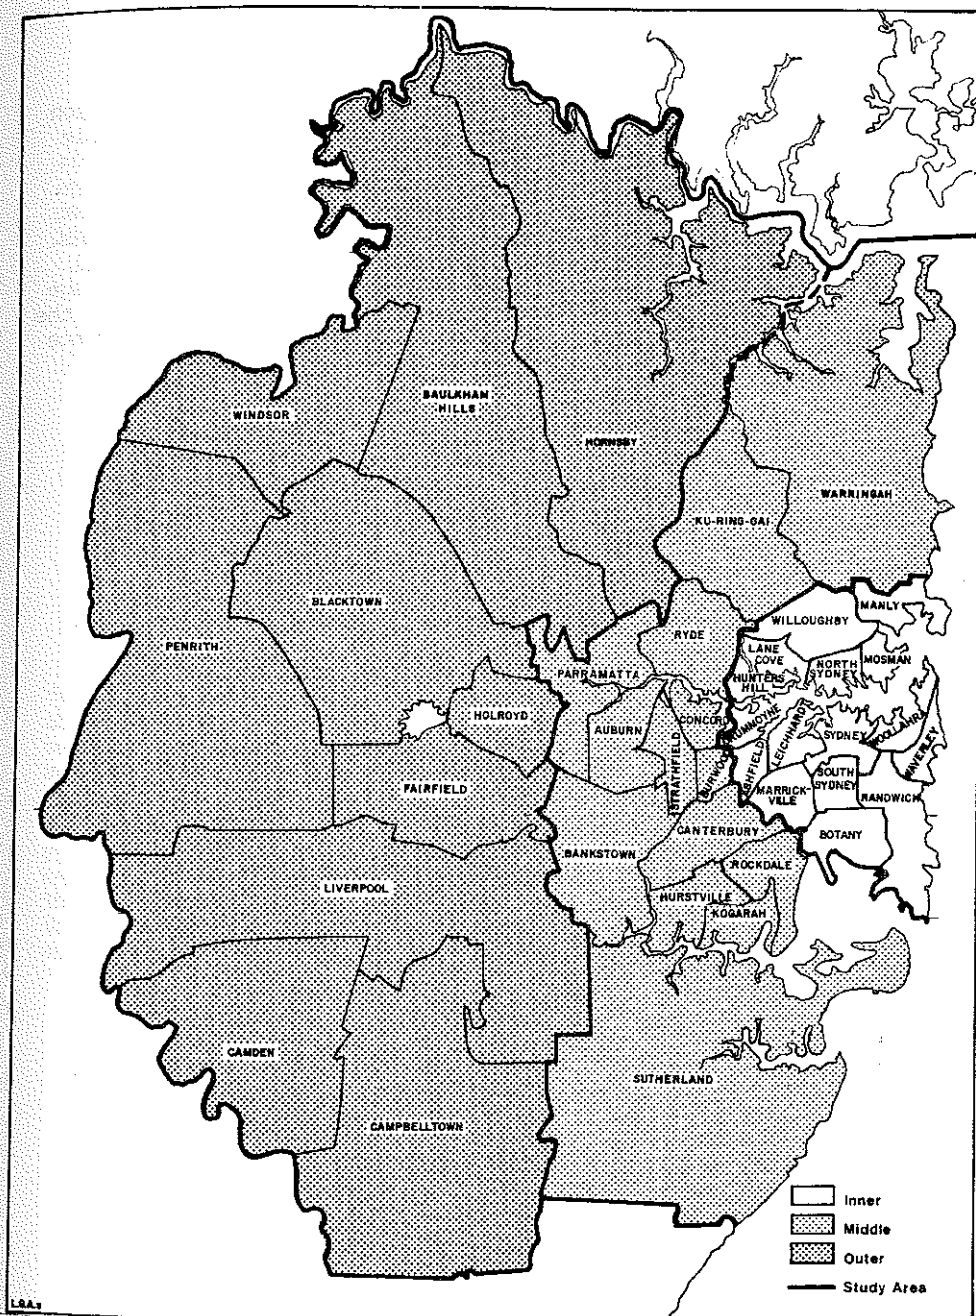 WINDSOR
BAULKHAM
HILLS
HORNSBY
WARRINGAH
KU-RING-GAI
BLACKTOWN
PENRITH
RYDE
WILLOUGHBY
MANLY
LANE
COVE
HUNTERS
HILL
NORTH
SYDNEY
MOSMAN
PARRAMATTA
HOLROYD
AUBURN
CONCORD
DRUMMOYNE
STRATHFIELD
BURWOOD
ASHFIELD
LEICHHARDT
SYDNEY
WOOLLAHRA
WAVERLEY
FAIRFIELD
MARRICK-
VILLE
SOUTH
SYDNEY
RANDWICH
BOTANY
CANTERBURY
BANKSTOWN
ROCKDALE
LIVERPOOL
HURSTVILLE
KOGARAH
CAMDEN
SUTHERLAND
CAMPBELLTOWN
Inner
Middle
Outer
Study Area
L.G.A.s